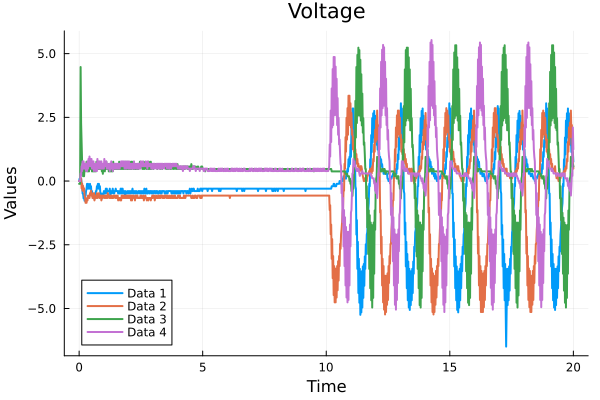 Voltage
Values
5.0
2.5
0.0
−2.5
−5.0
Data 1
Data 2
Data 3
Data 4
0 5 10 15 20
Time